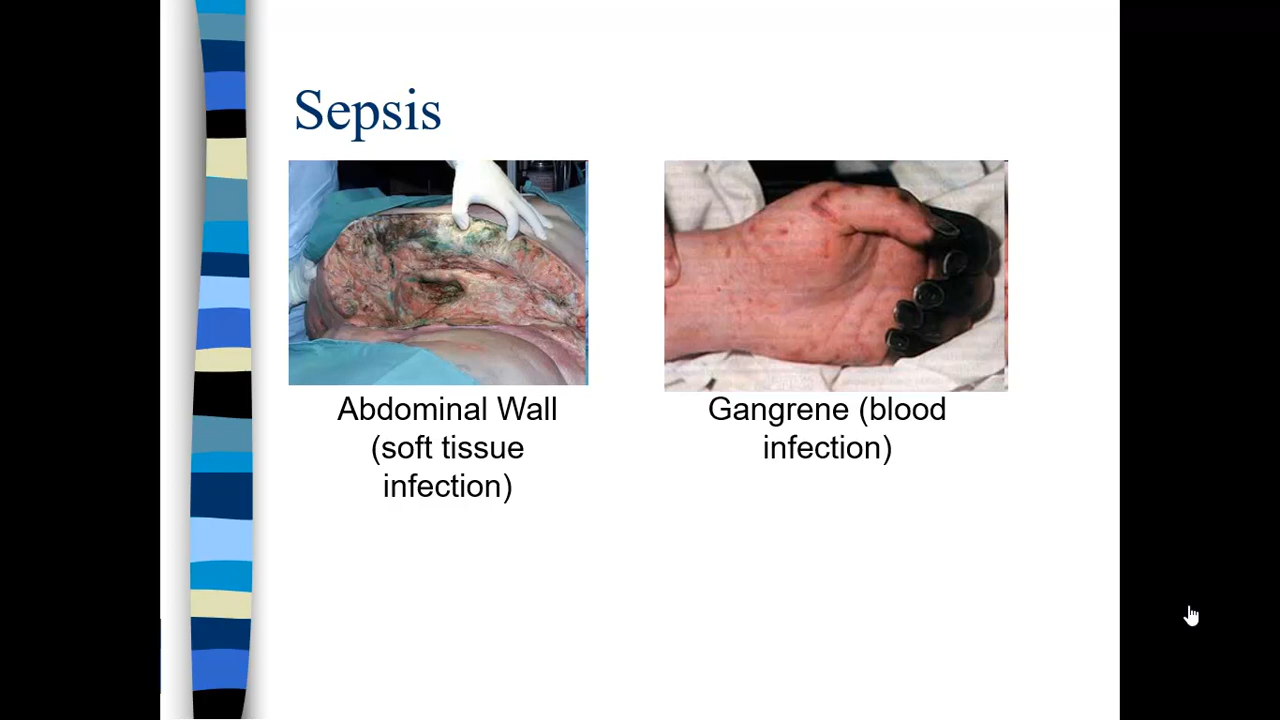 Sepsis
Abdominal Wall
(soft tissue
infection)
Gangrene (blood
infection)